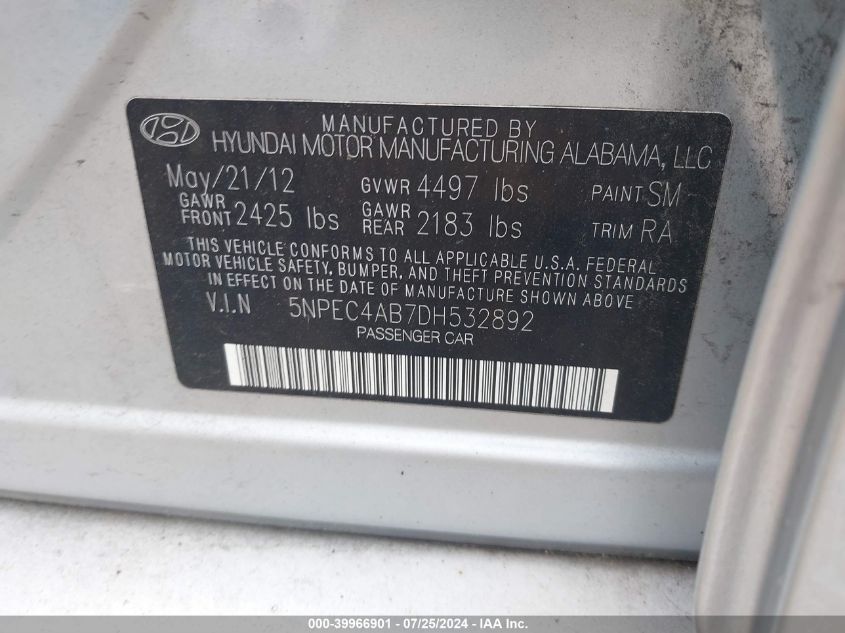 MANUFACTURED BY
HYUNDAI MOTOR MANUFACTURING ALABAMA, LLC
May/21/12 GVWR 4497 lbs PAINT SM
GAWR FRONT 2425 lbs GAWR REAR 2183 lbs TRIM RA
THIS VEHICLE CONFORMS TO ALL APPLICABLE U.S.A. FEDERAL
MOTOR VEHICLE SAFETY, BUMPER, AND THEFT PREVENTION STANDARDS
IN EFFECT ON THE DATE OF MANUFACTURE SHOWN ABOVE.
V.I.N 5NPEC4AB7DH532892
PASSENGER CAR
000-39966901 - 07/25/2024 - IAA Inc.